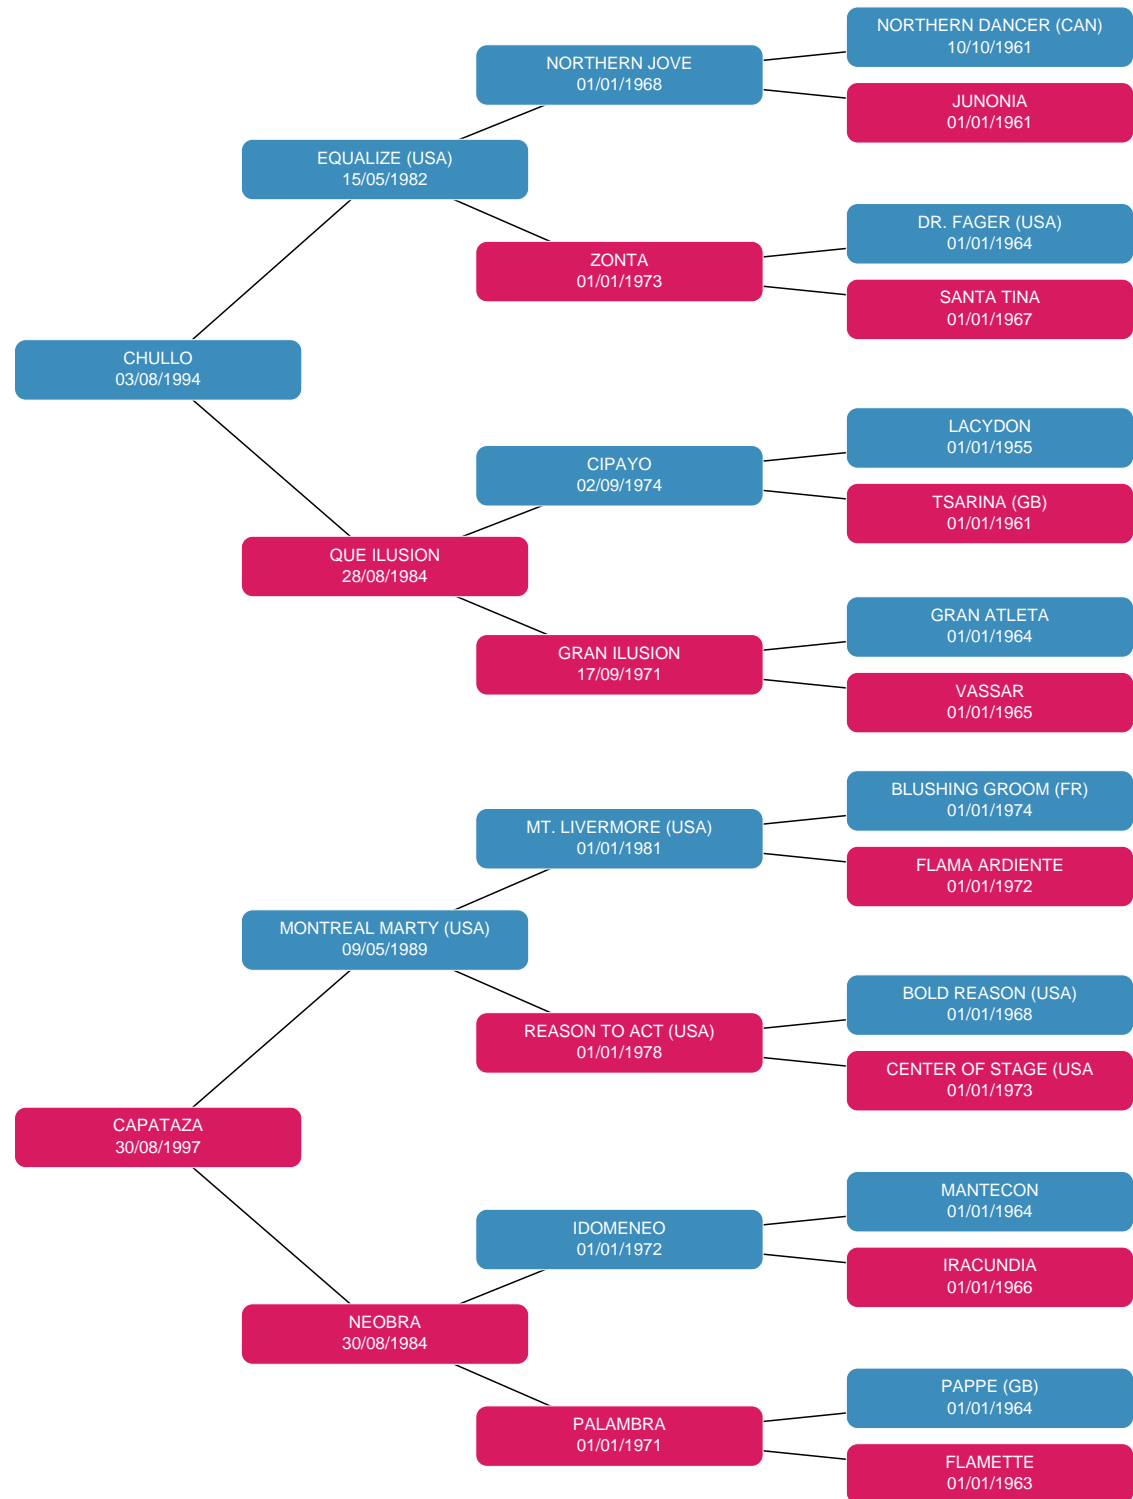 NORTHERN DANCER (CAN)
10/10/1961
NORTHERN JOVE
01/01/1968
JUNONIA
01/01/1961
EQUALIZE (USA)
15/05/1982
DR. FAGER (USA)
01/01/1964
ZONTA
01/01/1973
SANTA TINA
01/01/1967
CHULLO
03/08/1994
LACYDON
01/01/1955
CIPAYO
02/09/1974
TSARINA (GB)
01/01/1961
QUE ILUSION
28/08/1984
GRAN ATLETA
01/01/1964
GRAN ILUSION
17/09/1971
VASSAR
01/01/1965
BLUSHING GROOM (FR)
01/01/1974
MT. LIVERMORE (USA)
01/01/1981
FLAMA ARDIENTE
01/01/1972
MONTREAL MARTY (USA)
09/05/1989
BOLD REASON (USA)
01/01/1968
REASON TO ACT (USA)
01/01/1978
CENTER OF STAGE (USA
01/01/1973
CAPATAZA
30/08/1997
MANTECON
01/01/1964
IDOMENEO
01/01/1972
IRACUNDIA
01/01/1966
NEOBRA
30/08/1984
PAPPE (GB)
01/01/1964
PALAMBRA
01/01/1971
FLAMETTE
01/01/1963